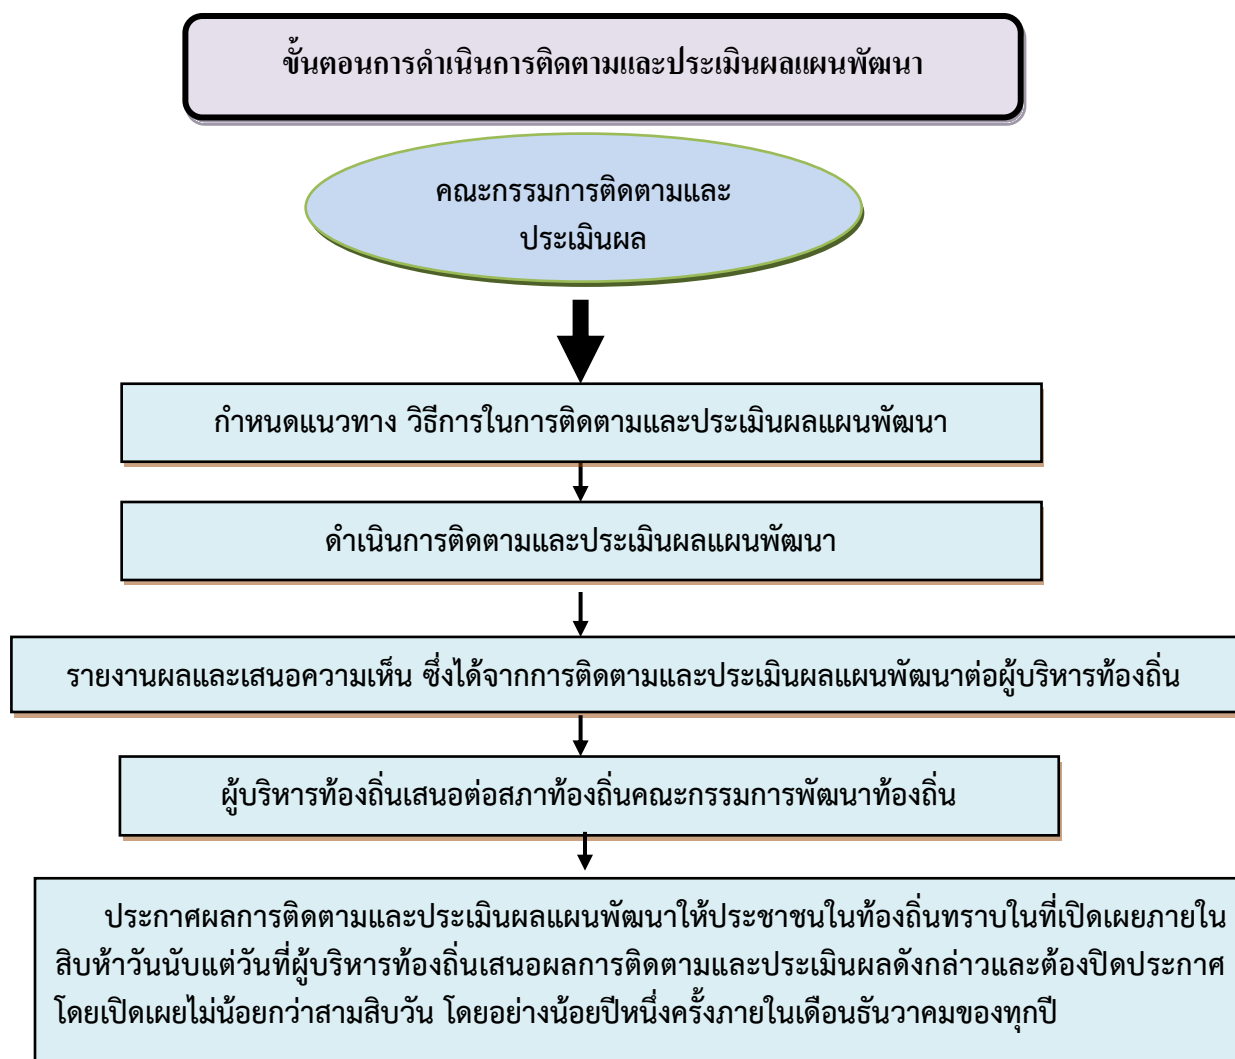 ขั้นตอนการดำเนินการติดตามและประเมินผลแผนพัฒนา
คณะกรรมการติดตามและ
ประเมินผล
กำหนดแนวทาง วิธีการในการติดตามและประเมินผลแผนพัฒนา
ดำเนินการติดตามและประเมินผลแผนพัฒนา
รายงานผลและเสนอความเห็น ซึ่งได้จากการติดตามและประเมินผลแผนพัฒนาต่อผู้บริหารท้องถิ่น
ผู้บริหารท้องถิ่นเสนอต่อสภาท้องถิ่นคณะกรรมการพัฒนาท้องถิ่น
ประกาศผลการติดตามและประเมินผลแผนพัฒนาให้ประชาชนในท้องถิ่นทราบในที่เปิดเผยภายใน
สิบห้าวันนับแต่วันที่ผู้บริหารท้องถิ่นเสนอผลการติดตามและประเมินผลดังกล่าวและต้องปิดประกาศ
โดยเปิดเผยไม่น้อยกว่าสามสิบวัน โดยอย่างน้อยปีหนึ่งครั้งภายในเดือนธันวาคมของทุกปี